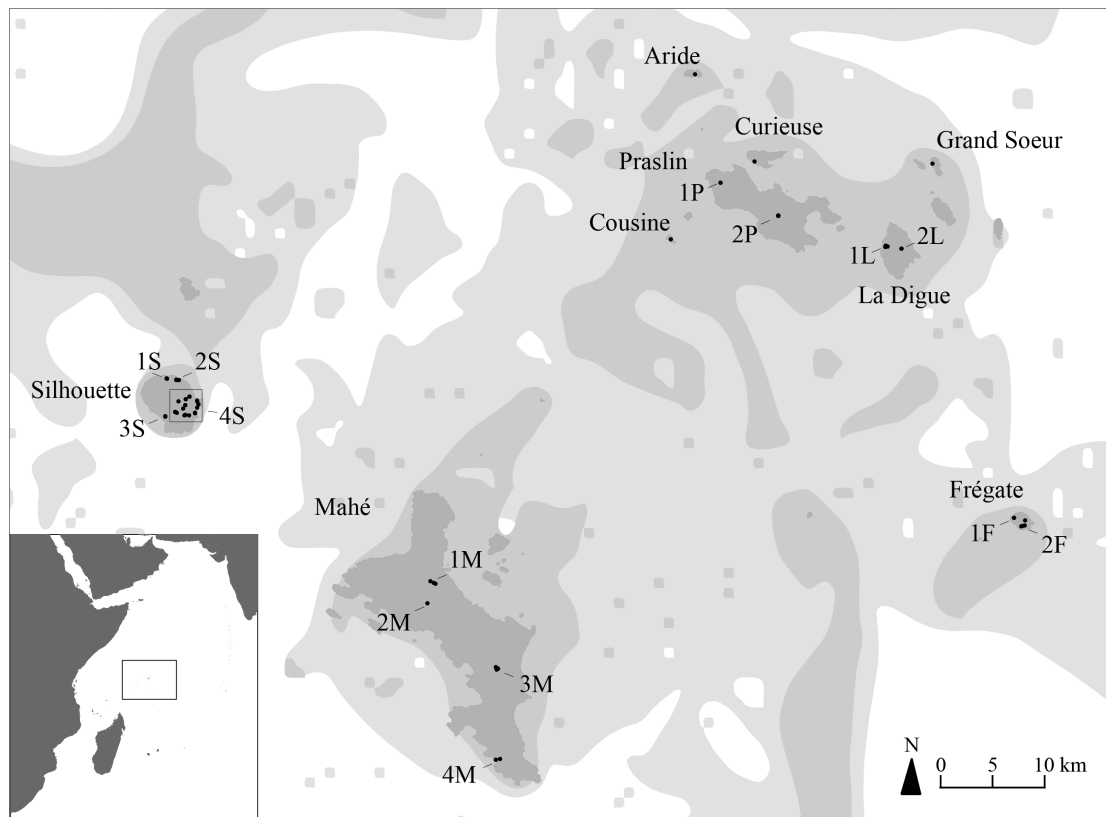 Aride
Curieuse
Grand Soeur
Praslin
1P
Cousine
2P
2L
1L
La Digue
1S
2S
Silhouette
4S
3S
Frégate
Mahé
1F
2F
1M
2M
3M
N
0 5 10 km
4M